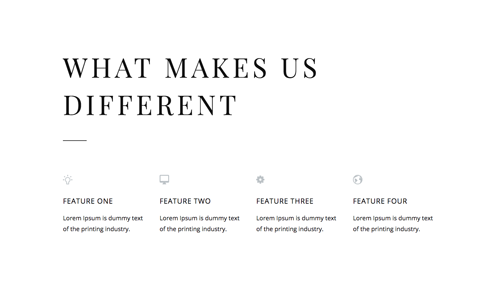 WHAT MAKES US
DIFFERENT
FEATURE ONE
Lorem Ipsum is dummy text
of the printing industry.
FEATURE TWO
Lorem Ipsum is dummy text
of the printing industry.
FEATURE THREE
Lorem Ipsum is dummy text
of the printing industry.
FEATURE FOUR
Lorem Ipsum is dummy text
of the printing industry.